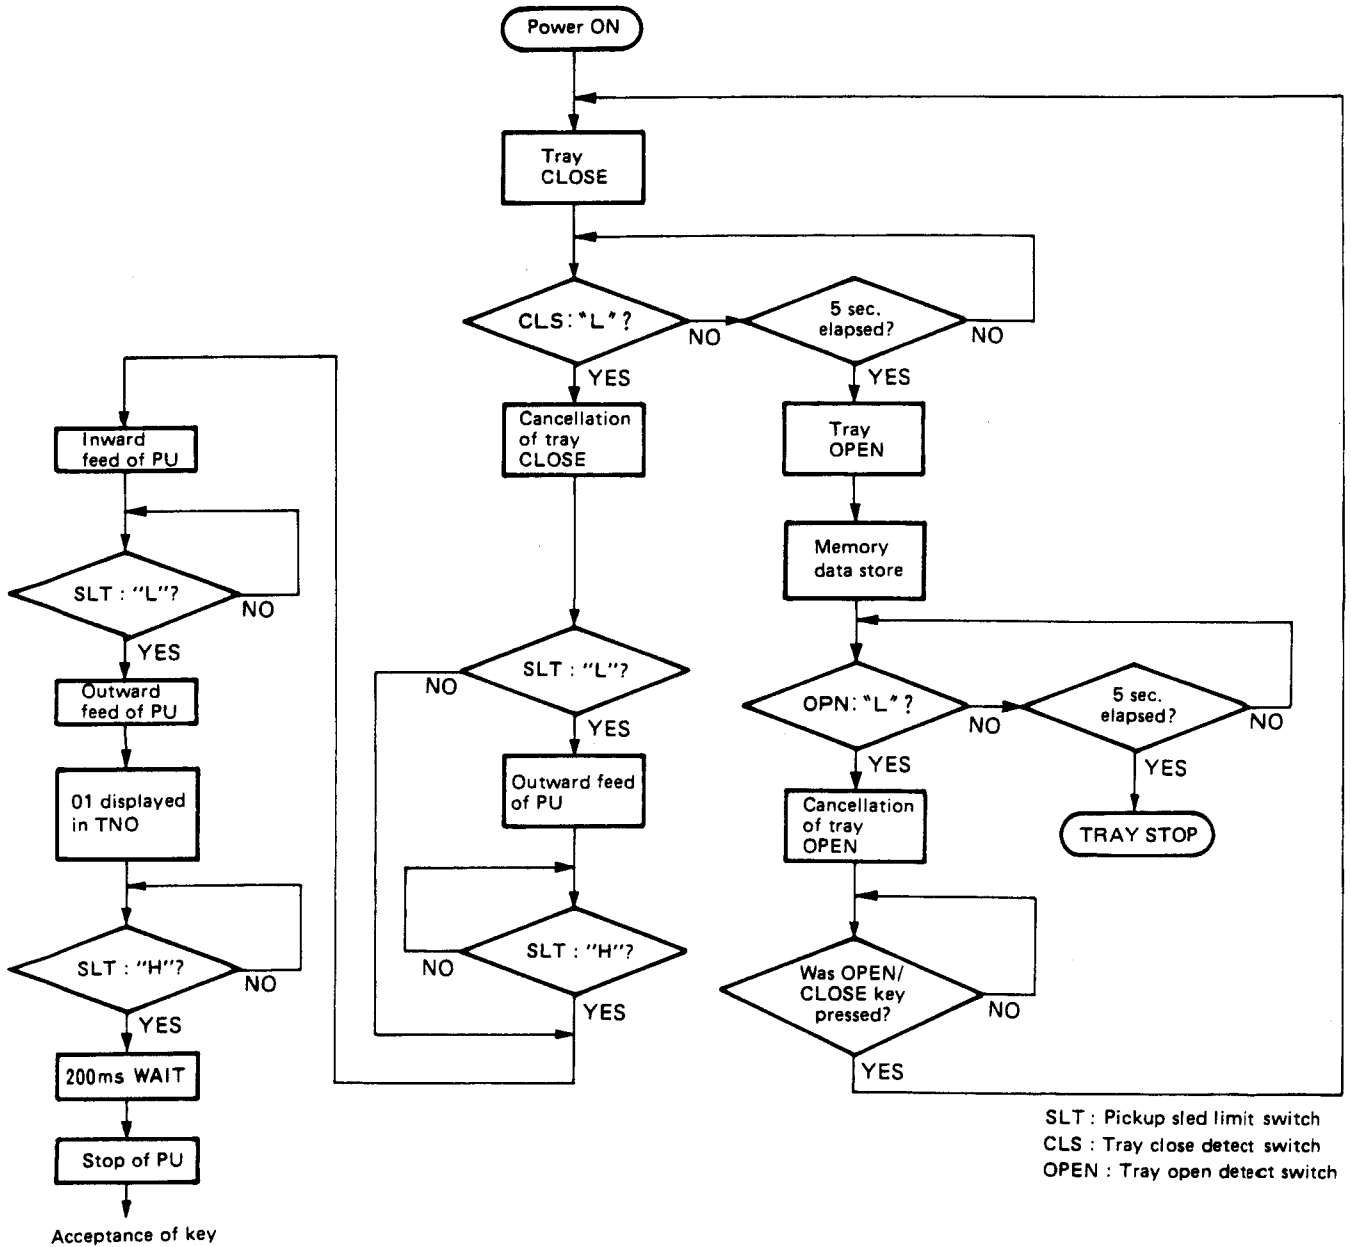 Power ON
Tray
CLOSE
CLS: "L" ?
NO
YES
5 sec.
elapsed?
NO
YES
Cancellation
of tray
CLOSE
Tray
OPEN
Memory
data store
SLT : "L"?
NO
YES
OPN: "L" ?
NO
YES
5 sec.
elapsed?
NO
YES
TRAY STOP
Outward feed
of PU
SLT : "H"?
NO
YES
Cancellation
of tray
OPEN
Was OPEN/
CLOSE key
pressed?
NO
YES
Inward
feed of PU
SLT : "L"?
NO
YES
Outward
feed of PU
01 displayed
in TNO
SLT : "H"?
NO
YES
200ms WAIT
Stop of PU
Acceptance of key
SLT : Pickup sled limit switch
CLS : Tray close detect switch
OPEN : Tray open detect switch